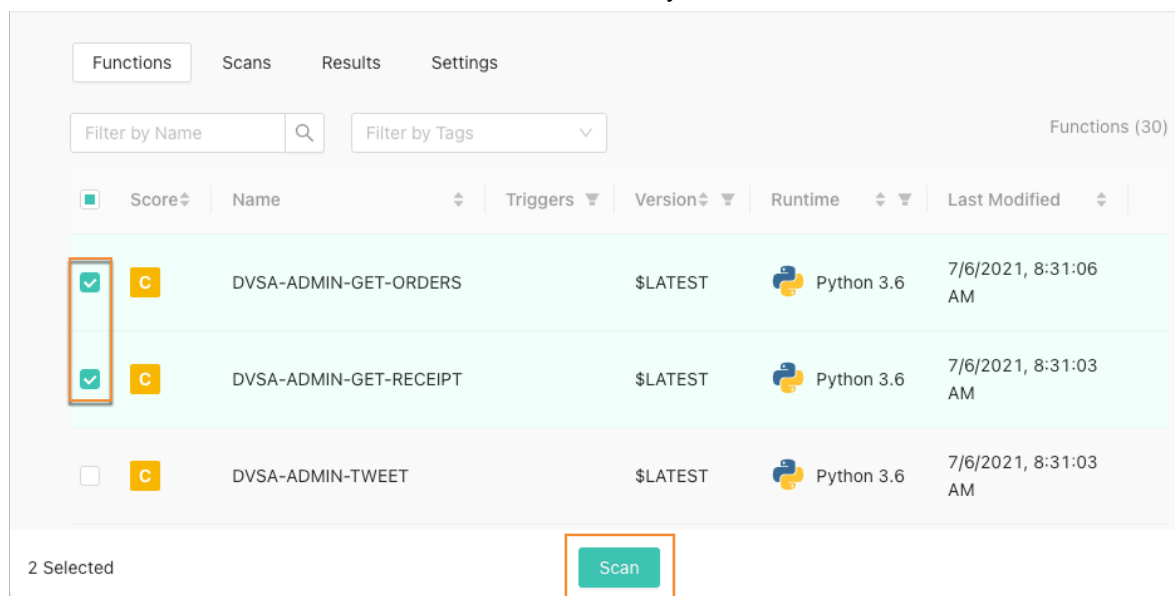 Functions Scans Results Settings
Filter by Name Filter by Tags Functions (30)
Score Name Triggers Version Runtime Last Modified
C DVSA-ADMIN-GET-ORDERS $LATEST Python 3.6 7/6/2021, 8:31:06
AM
C DVSA-ADMIN-GET-RECEIPT $LATEST Python 3.6 7/6/2021, 8:31:03
AM
C DVSA-ADMIN-TWEET $LATEST Python 3.6 7/6/2021, 8:31:03
AM
2 Selected Scan